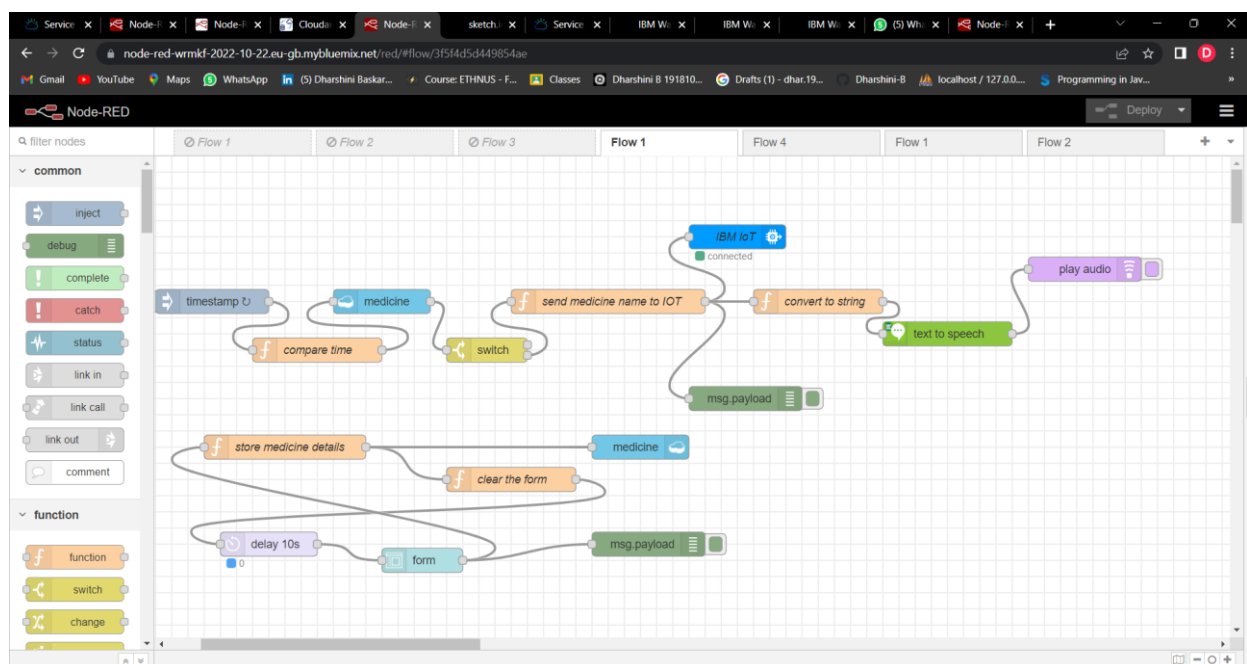 Service
Node-R
Node-R
Cloudan
Node-R
sketch.i
Service
IBM Wa
IBM Wa
IBM Wa
(5) Wha
Node-R
node-red-wrmkf-2022-10-22.eu-gb.mybluemix.net/red/#flow/3f5f4d5d449854ae
D
Gmail
YouTube
Maps
WhatsApp
(5) Dharshini Baskar...
Course: ETHNUS - F...
Classes
Dharshini B 191810...
Drafts (1) - dhar.19...
Dharshini-B
localhost / 127.0.0....
Programming in Jav...
»
Node-RED
Deploy
filter nodes
Flow 1
Flow 2
Flow 3
Flow 1
Flow 4
Flow 1
Flow 2
common
inject
debug
complete
catch
status
link in
link call
link out
comment
function
function
switch
change
IBM IoT
connected
play audio
timestamp ↻
medicine
send medicine name to IOT
convert to string
text to speech
compare time
switch
msg.payload
store medicine details
medicine
clear the form
delay 10s
0
form
msg.payload